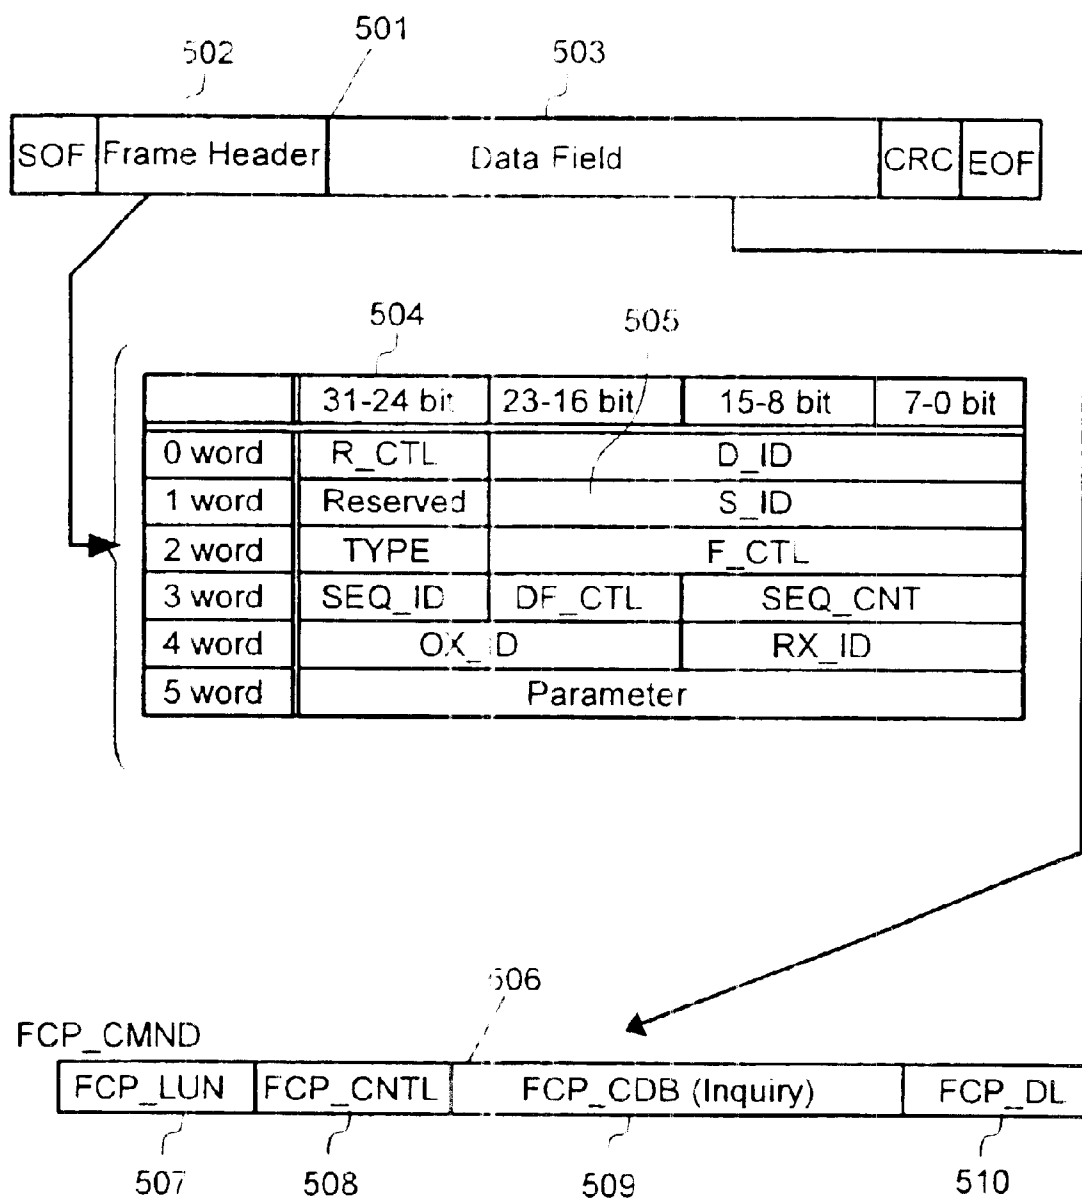 501
502
503
SOF Frame Header Data Field CRC EOF
504
505
31-24 bit 23-16 bit 15-8 bit 7-0 bit
0 word R_CTL D_ID
1 word Reserved S_ID
2 word TYPE F_CTL
3 word SEQ_ID DF_CTL SEQ_CNT
4 word OX_ID RX_ID
5 word Parameter
506
FCP_CMND
FCP_LUN FCP_CNTL FCP_CDB (Inquiry) FCP_DL
507 508 509 510